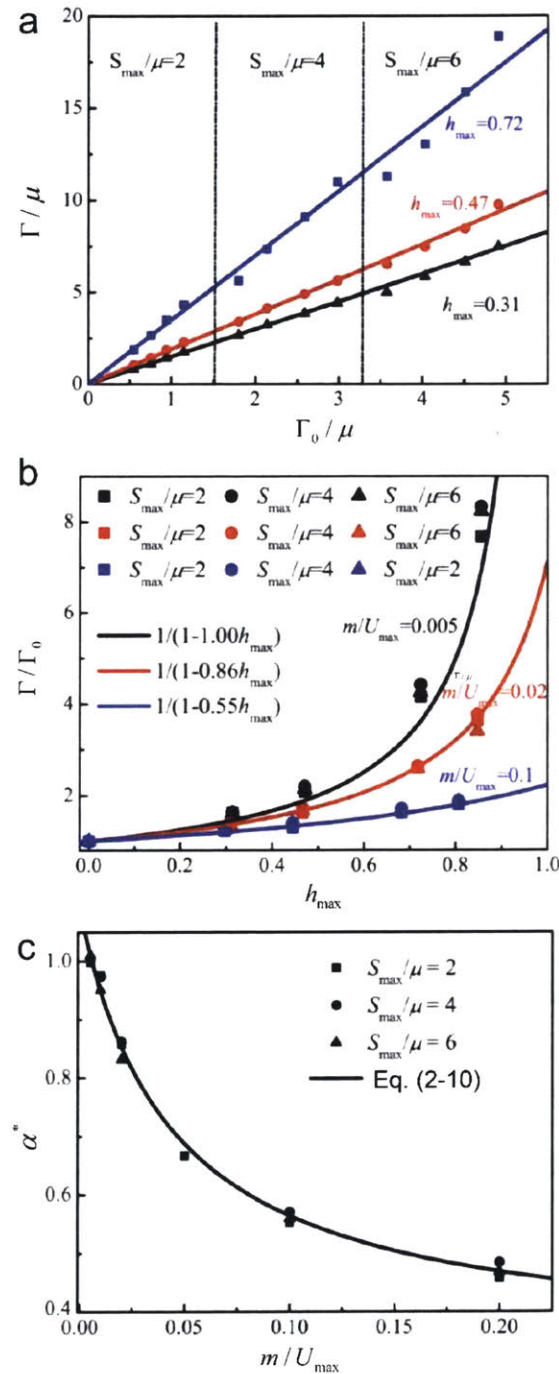 a
S_max/μ=2 S_max/μ=4 S_max/μ=6
20
15
10
5
0
Γ/μ
h_max=0.72
h_max=0.47
h_max=0.31
0 1 2 3 4 5
Γ_0/μ
b
S_max/μ=2 S_max/μ=4 S_max/μ=6
S_max/μ=2 S_max/μ=4 S_max/μ=6
S_max/μ=2 S_max/μ=4 S_max/μ=2
1/(1-1.00h_max)
1/(1-0.86h_max)
1/(1-0.55h_max)
m/U_max=0.005
m/U_max=0.02
m/U_max=0.1
8
6
4
2
Γ/Γ_0
0.0 0.2 0.4 0.6 0.8 1.0
h_max
c
S_max/μ = 2
S_max/μ = 4
S_max/μ = 6
Eq. (2-10)
1.0
0.8
0.6
0.4
α*
0.00 0.05 0.10 0.15 0.20
m/U_max